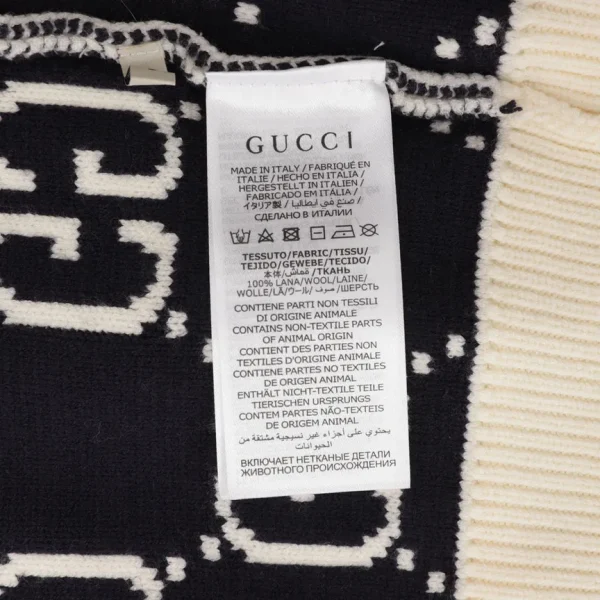 GUCCI
MADE IN ITALY / FABRIQUÉ EN
ITALIE / HECHO EN ITALIA /
HERGESTELLT IN ITALIEN /
FABRICADO EM ITÁLIA /
イタリア製 / صنع في ايطاليا /
СДЕЛАНО В ИТАЛИИ
TESSUTO/FABRIC/TISSU/
TEJIDO/GEWEBE/TECIDO/
本体/قماش/ТКАНЬ
100% LANA/WOOL/LAINE/
WOLLE/LÃ/ウール/صوف/ШЕРСТЬ
CONTIENE PARTI NON TESSILI
DI ORIGINE ANIMALE
CONTAINS NON-TEXTILE PARTS
OF ANIMAL ORIGIN
CONTIENT DES PARTIES NON
TEXTILES D'ORIGINE ANIMALE
CONTIENE PARTES NO TEXTILES
DE ORIGEN ANIMAL
ENTHÄLT NICHT-TEXTILE TEILE
TIERISCHEN URSPRUNGS
CONTEM PARTES NÃO-TEXTEIS
DE ORIGEM ANIMAL
يحتوي على أجزاء غير نسيجية مشتقة من
الحيوانات
ВКЛЮЧАЕТ НЕТКАНЫЕ ДЕТАЛИ
ЖИВОТНОГО ПРОИСХОЖДЕНИЯ